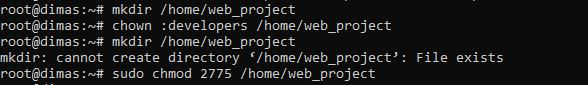 root@dimas:~# mkdir /home/web_project
root@dimas:~# chown :developers /home/web_project
root@dimas:~# mkdir /home/web_project
mkdir: cannot create directory ‘/home/web_project’: File exists
root@dimas:~# sudo chmod 2775 /home/web_project